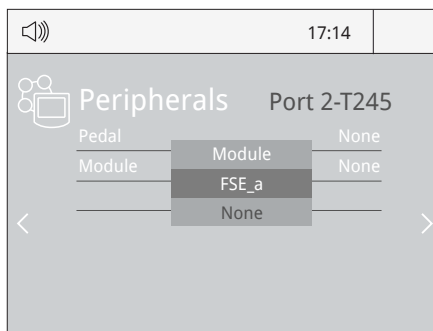 17:14
Peripherals Port 2-T245
Pedal None
Module None
Module
FSE_a
None